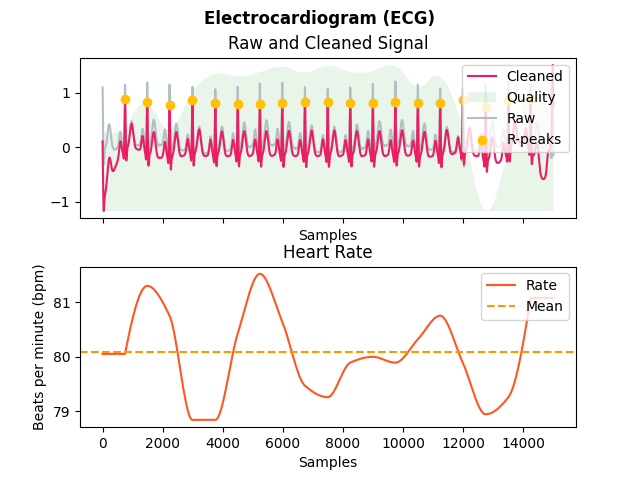 Electrocardiogram (ECG)
Raw and Cleaned Signal
1
0
−1
Cleaned
Quality
Raw
R-peaks
Samples
Heart Rate
Beats per minute (bpm)
81
80
79
Rate
Mean
0 2000 4000 6000 8000 10000 12000 14000
Samples